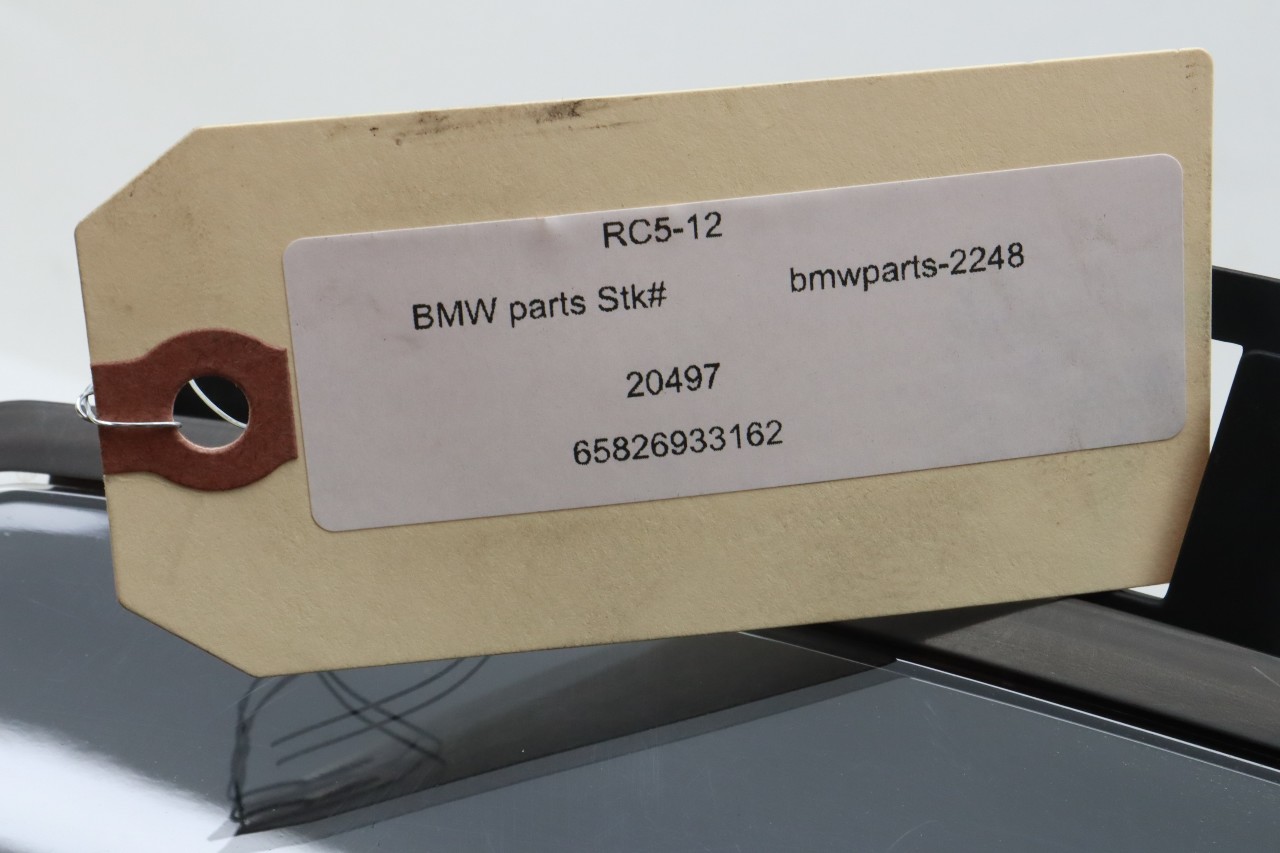 RC5-12
BMW parts Stk# bmwparts-2248
20497
65826933162